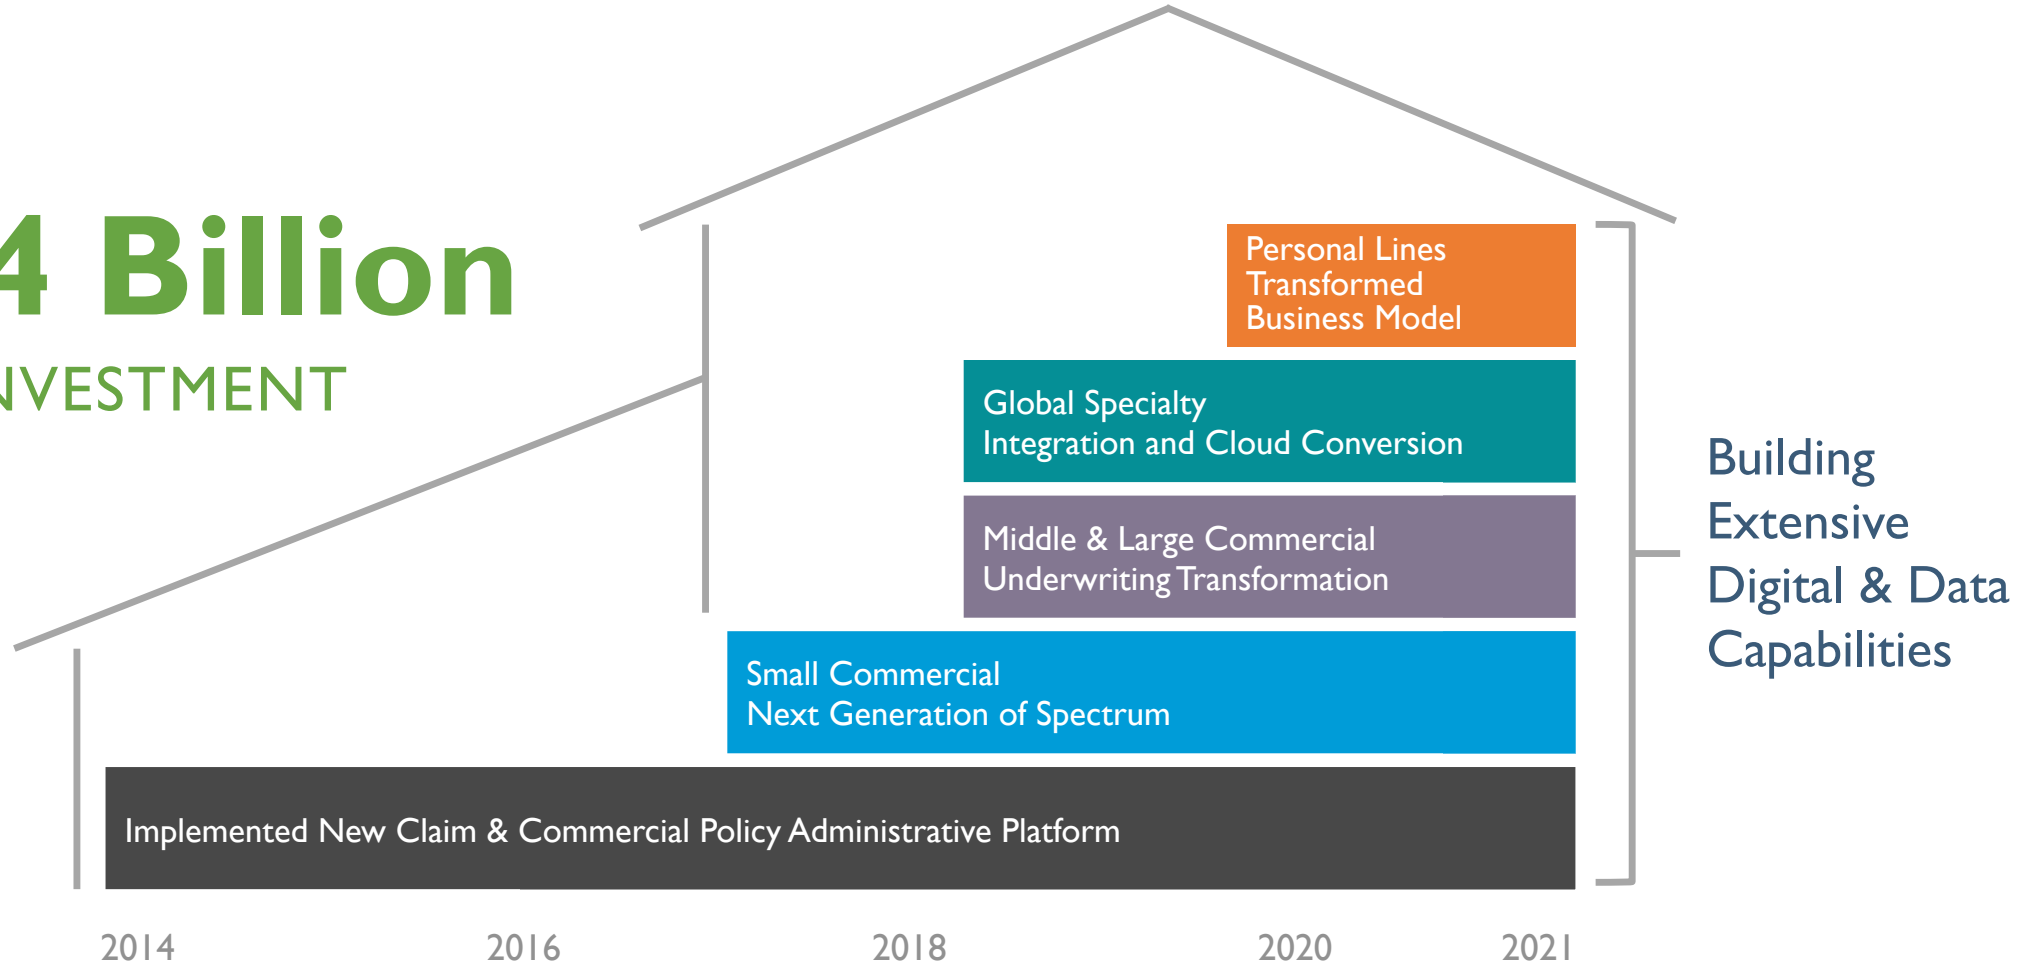 4 Billion
NVESTMENT
Personal Lines
Transformed
Business Model
Global Specialty
Integration and Cloud Conversion
Middle & Large Commercial
Underwriting Transformation
Small Commercial
Next Generation of Spectrum
Implemented New Claim & Commercial Policy Administrative Platform
Building
Extensive
Digital & Data
Capabilities
2014
2016
2018
2020
2021